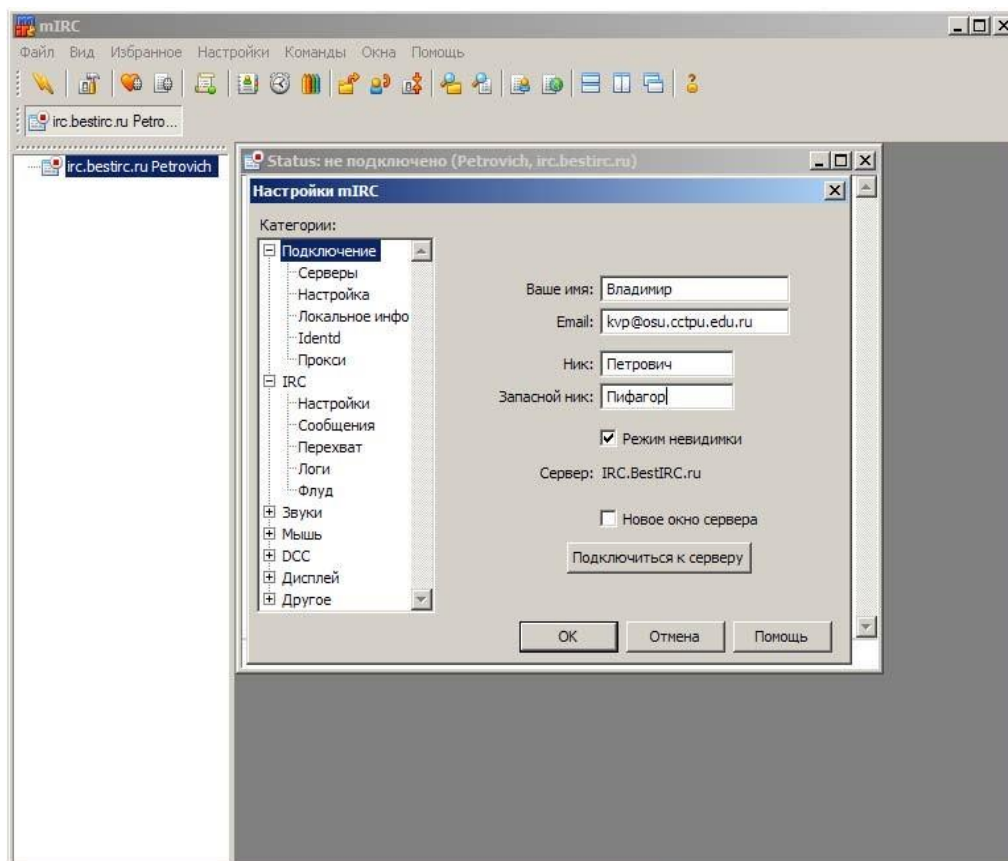 mIRC
Файл Вид Избранное Настройки Команды Окна Помощь
irc.bestirc.ru Petro...
irc.bestirc.ru Petrovich
Status: не подключено (Petrovich, irc.bestirc.ru)
Настройки mIRC
Категории:
Подключение
Серверы
Настройка
Локальное инфо
Identd
Прокси
IRC
Настройки
Сообщения
Перехват
Логи
Флуд
Звуки
Мышь
DCC
Дисплей
Другое
Ваше имя: Владимир
Email: kvp@osu.cctpu.edu.ru
Ник: Петрович
Запасной ник: Пифагор
Режим невидимки
Сервер: IRC.BestIRC.ru
Новое окно сервера
Подключиться к серверу
OK Отмена Помощь